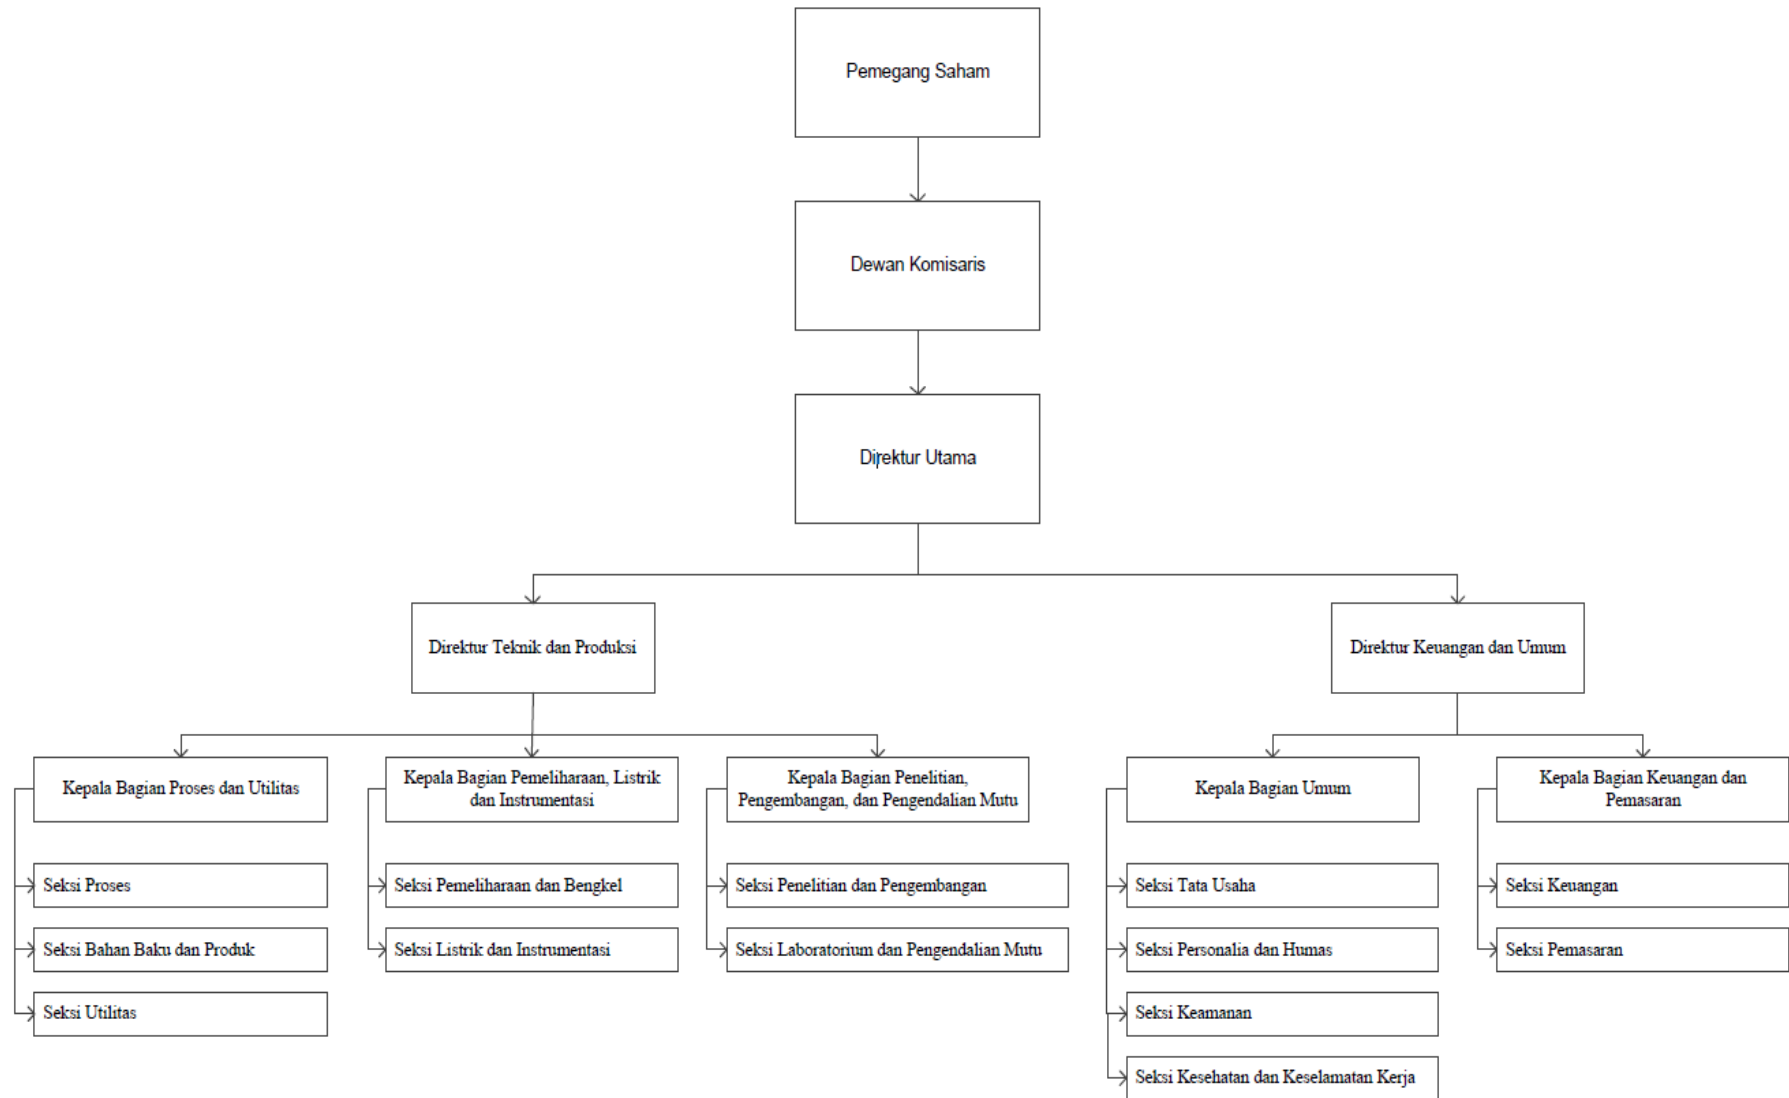 Pemegang Saham
Dewan Komisaris
Direktur Utama
Direktur Teknik dan Produksi
Direktur Keuangan dan Umum
Kepala Bagian Proses dan Utilitas
Kepala Bagian Pemeliharaan, Listrik
dan Instrumentasi
Kepala Bagian Penelitian,
Pengembangan, dan Pengendalian Mutu
Kepala Bagian Umum
Kepala Bagian Keuangan dan
Pemasaran
Seksi Proses
Seksi Pemeliharaan dan Bengkel
Seksi Penelitian dan Pengembangan
Seksi Tata Usaha
Seksi Keuangan
Seksi Bahan Baku dan Produk
Seksi Listrik dan Instrumentasi
Seksi Laboratorium dan Pengendalian Mutu
Seksi Personalia dan Humas
Seksi Pemasaran
Seksi Utilitas
Seksi Keamanan
Seksi Kesehatan dan Keselamatan Kerja